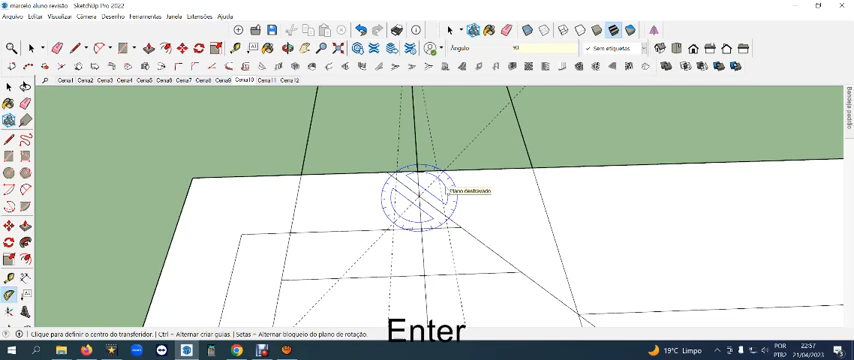 marcelo aluno revisão - SketchUp Pro 2022
Arquivo Editar Visualizar Câmera Desenho Ferramentas Janela Extensões Ajuda
Ângulo 90 Sem etiquetas
Cena1 Cena2 Cena3 Cena4 Cena5 Cena6 Cena7 Cena8 Cena9 Cena10 Cena11 Cena12
Bandeja padrão
Plano destravado
Enter
Clique para definir o centro do transferidor. | Ctrl = Alternar criar guias. | Setas = Alternar bloqueio do plano de rotação.
19°C Limpo
POR
PTB2
22:57
21/04/2023